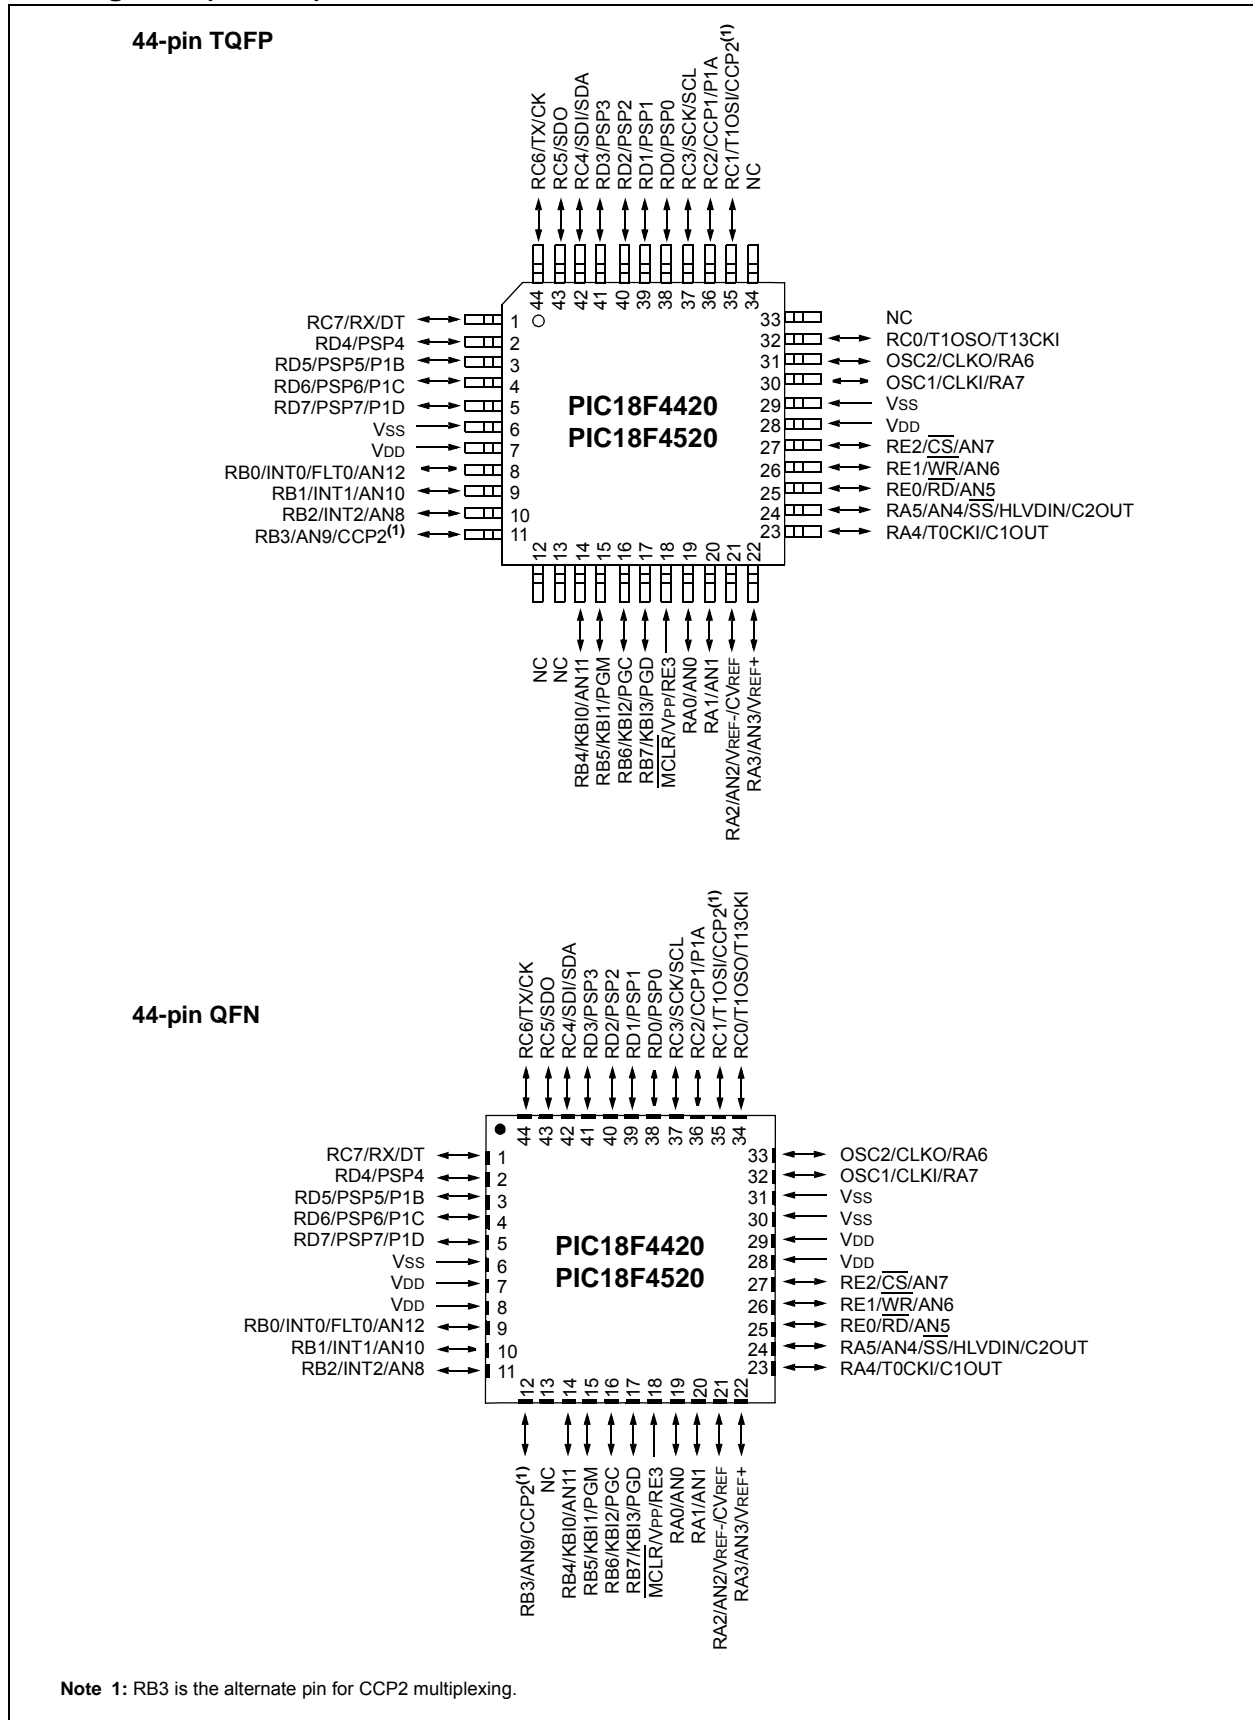 44-pin TQFP
RC6/TX/CK
RC5/SDO
RC4/SDI/SDA
RD3/PSP3
RD2/PSP2
RD1/PSP1
RD0/PSP0
RC3/SCK/SCL
RC2/CCP1/P1A
RC1/T1OSI/CCP2(1)
NC
44
43
42
41
40
39
38
37
36
35
34
RC7/RX/DT 1
RD4/PSP4 2
RD5/PSP5/P1B 3
RD6/PSP6/P1C 4
RD7/PSP7/P1D 5
VSS 6
VDD 7
RB0/INT0/FLT0/AN12 8
RB1/INT1/AN10 9
RB2/INT2/AN8 10
RB3/AN9/CCP2(1) 11
PIC18F4420
PIC18F4520
33 NC
32 RC0/T1OSO/T13CKI
31 OSC2/CLKO/RA6
30 OSC1/CLKI/RA7
29 VSS
28 VDD
27 RE2/CS/AN7
26 RE1/WR/AN6
25 RE0/RD/AN5
24 RA5/AN4/SS/HLVDIN/C2OUT
23 RA4/T0CKI/C1OUT
12
13
14
15
16
17
18
19
20
21
22
NC
NC
RB4/KBI0/AN11
RB5/KBI1/PGM
RB6/KBI2/PGC
RB7/KBI3/PGD
MCLR/VPP/RE3
RA0/AN0
RA1/AN1
RA2/AN2/VREF-/CVREF
RA3/AN3/VREF+
44-pin QFN
RC6/TX/CK
RC5/SDO
RC4/SDI/SDA
RD3/PSP3
RD2/PSP2
RD1/PSP1
RD0/PSP0
RC3/SCK/SCL
RC2/CCP1/P1A
RC1/T1OSI/CCP2(1)
RC0/T1OSO/T13CKI
44
43
42
41
40
39
38
37
36
35
34
RC7/RX/DT 1
RD4/PSP4 2
RD5/PSP5/P1B 3
RD6/PSP6/P1C 4
RD7/PSP7/P1D 5
VSS 6
VDD 7
VDD 8
RB0/INT0/FLT0/AN12 9
RB1/INT1/AN10 10
RB2/INT2/AN8 11
PIC18F4420
PIC18F4520
33 OSC2/CLKO/RA6
32 OSC1/CLKI/RA7
31 VSS
30 VSS
29 VDD
28 VDD
27 RE2/CS/AN7
26 RE1/WR/AN6
25 RE0/RD/AN5
24 RA5/AN4/SS/HLVDIN/C2OUT
23 RA4/T0CKI/C1OUT
12
13
14
15
16
17
18
19
20
21
22
RB3/AN9/CCP2(1)
NC
RB4/KBI0/AN11
RB5/KBI1/PGM
RB6/KBI2/PGC
RB7/KBI3/PGD
MCLR/VPP/RE3
RA0/AN0
RA1/AN1
RA2/AN2/VREF-/CVREF
RA3/AN3/VREF+
Note 1: RB3 is the alternate pin for CCP2 multiplexing.